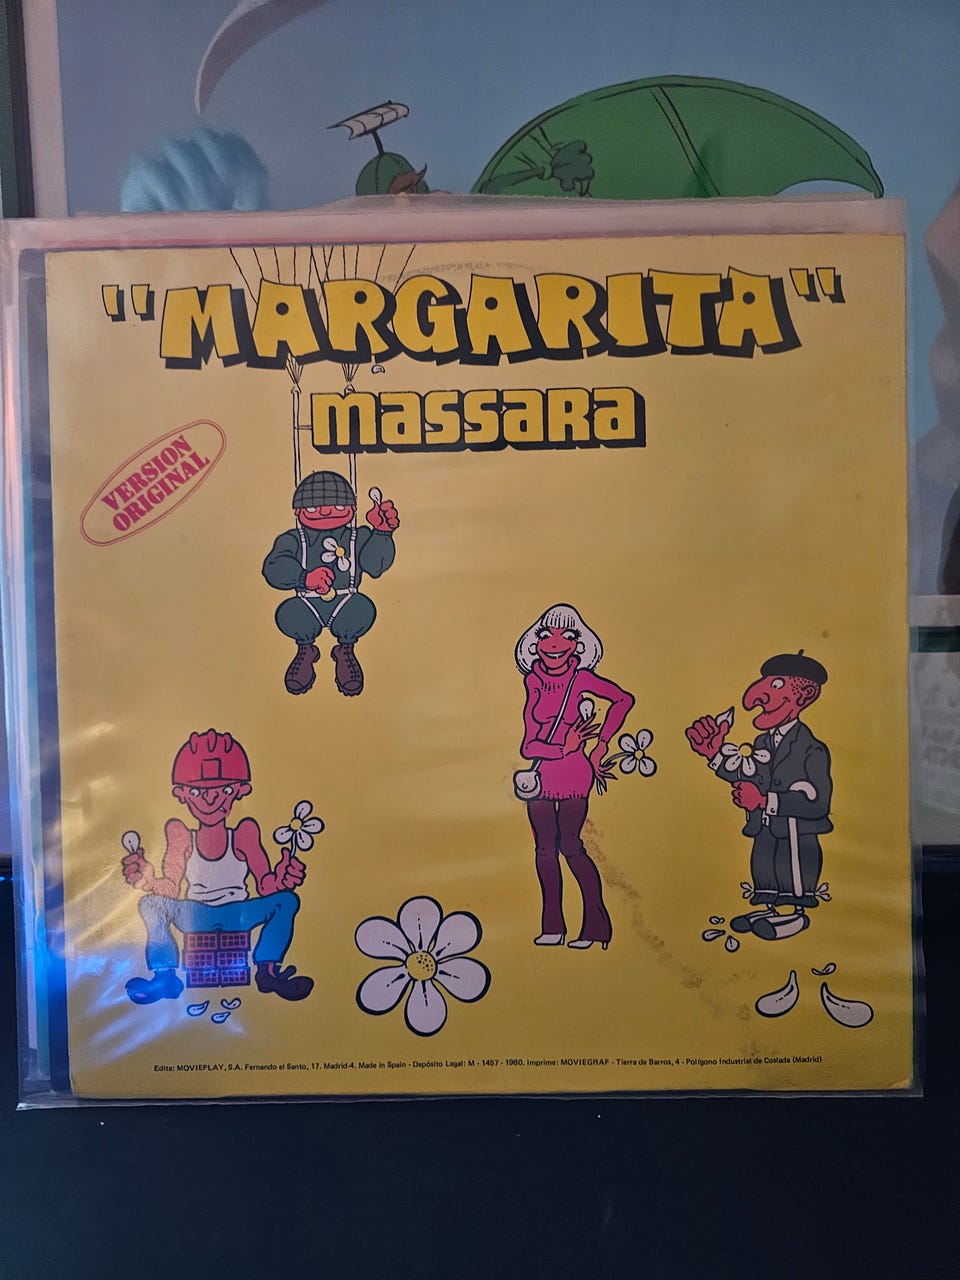 "MARGARITA"
massaRa
VERSION
ORIGINAL
Edita: MOVIEPLAY, S.A. Fernando el Santo, 17. Madrid-4. Made in Spain - Depósito Legal: M - 1457 - 1980. Imprime: MOVIEGRAF - Tierra de Barros, 4 - Polígono Industrial de Coslada (Madrid)